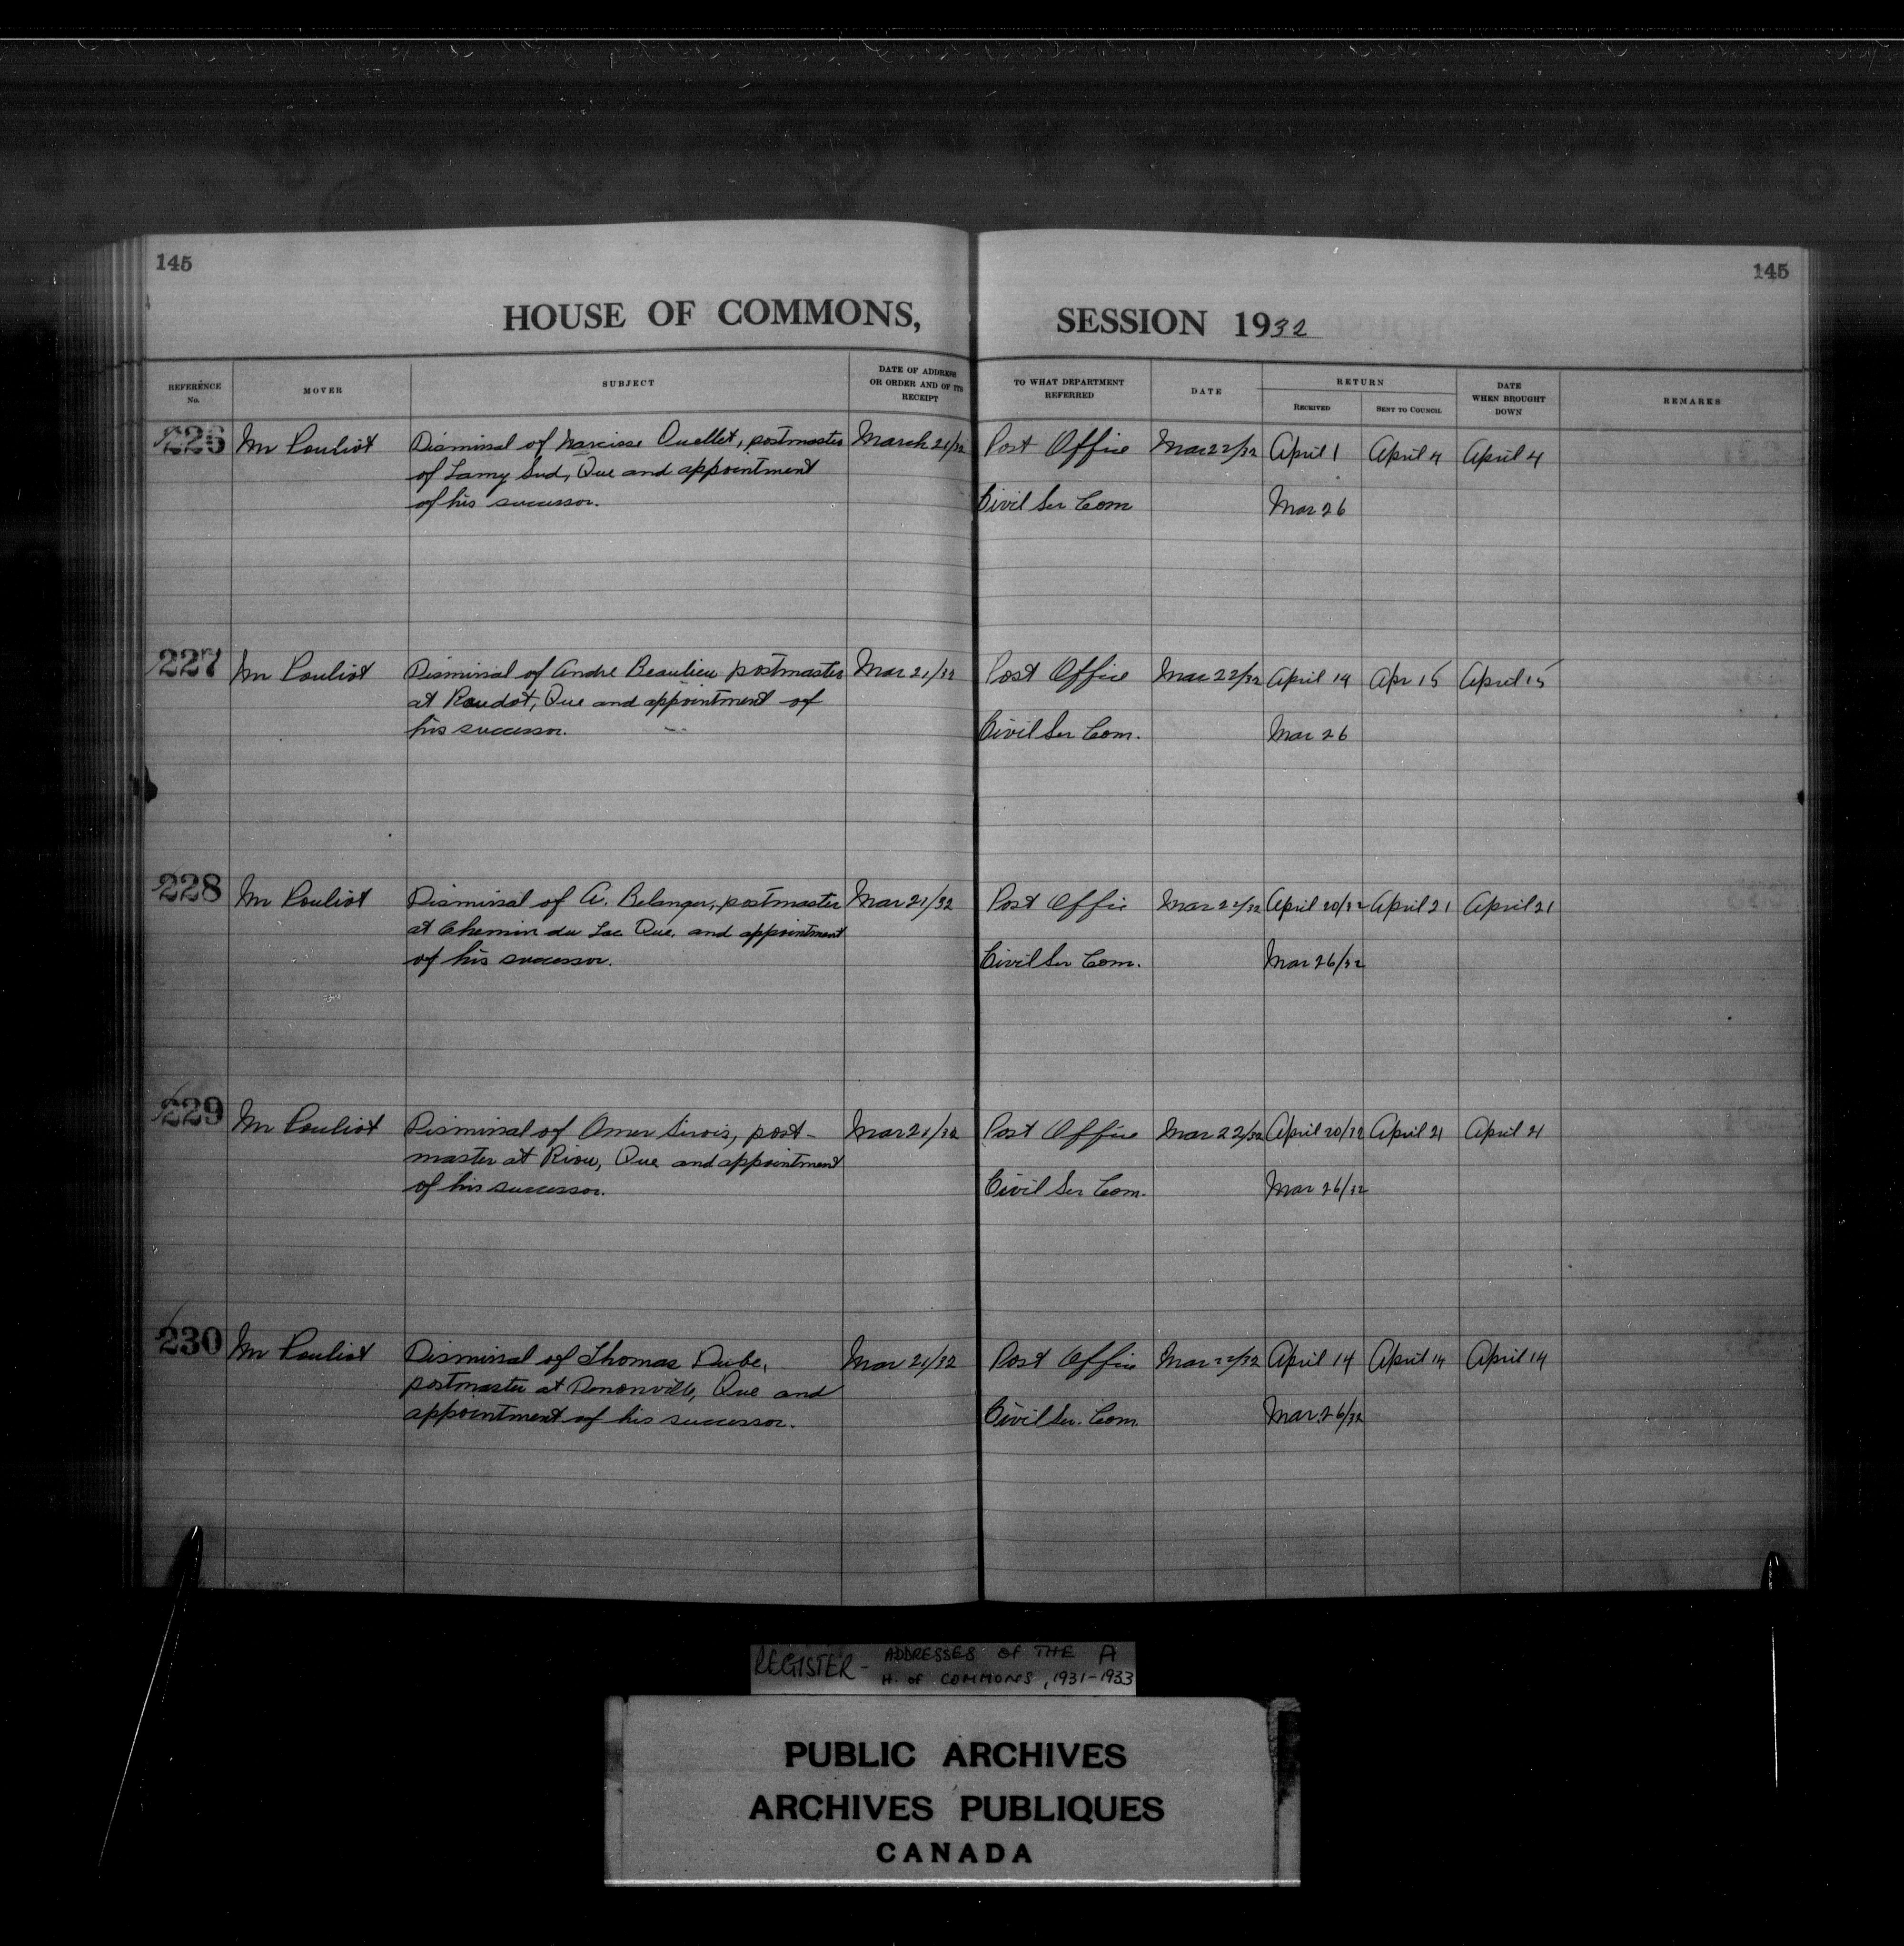 145
145
HOUSE OF COMMONS,
SESSION 1932
REFERENCE No.
MOVER
SUBJECT
DATE OF ADDRESS OR ORDER AND OF ITS RECEIPT
TO WHAT DEPARTMENT REFERRED
DATE
RETURN
RECEIVED
SENT TO COUNCIL
DATE WHEN BROUGHT DOWN
REMARKS
226 Mr Pouliot Dismissal of Narcisse Ouellet, postmaster March 21/32 Post Office Mar 22/32 April 1 April 4 April 4
of Lamy Sud, Que and appointment
of his successor. Civil Ser Com Mar 26
227 Mr Pouliot Dismissal of Andre Beaulieu postmaster Mar 21/32 Post Office Mar 22/32 April 14 Apr 15 April 15
at Raudot, Que and appointment of
his successor. Civil Ser Com. Mar 26
228 Mr Pouliot Dismissal of A. Belanger, postmaster Mar 21/32 Post Offic Mar 22/32 April 20/32 April 21 April 21
at Chemin du Lac Que, and appointment
of his successor. Civil Ser Com. Mar 26/32
229 Mr Pouliot Dismissal of Omer Sirois, post- Mar 21/32 Post Office Mar 22/32 April 20/32 April 21 April 21
master at Riou, Que and appointment
of his successor. Civil Ser Com. Mar 26/32
230 Mr Pouliot Dismissal of Thomas Dube, Mar 21/32 Post Office Mar 22/32 April 14 April 14 April 14
postmaster at Denonville, Que and
appointment of his successor. Civil Ser. Com. Mar. 26/32
REGISTER - ADDRESSES OF THE A
H. of COMMONS, 1931-1933
PUBLIC ARCHIVES
ARCHIVES PUBLIQUES
CANADA